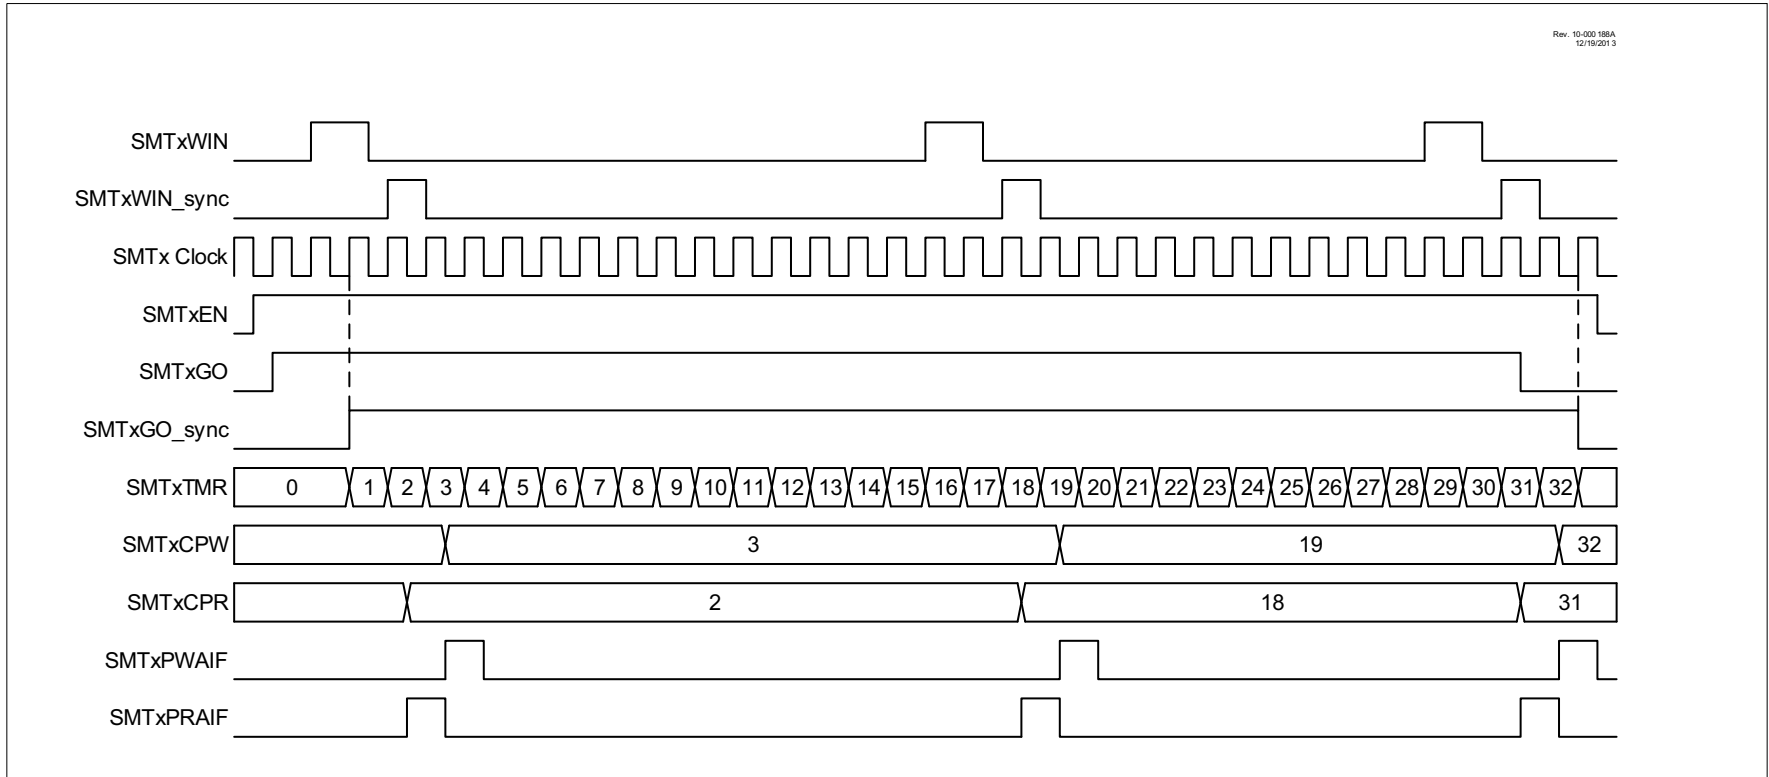 Rev. 10-000 188A
12/19/201 3
SMTxWIN
SMTxWIN_sync
SMTx Clock
SMTxEN
SMTxGO
SMTxGO_sync
SMTxTMR 0 1 2 3 4 5 6 7 8 9 10 11 12 13 14 15 16 17 18 19 20 21 22 23 24 25 26 27 28 29 30 31 32
SMTxCPW 3 19 32
SMTxCPR 2 18 31
SMTxPWAIF
SMTxPRAIF